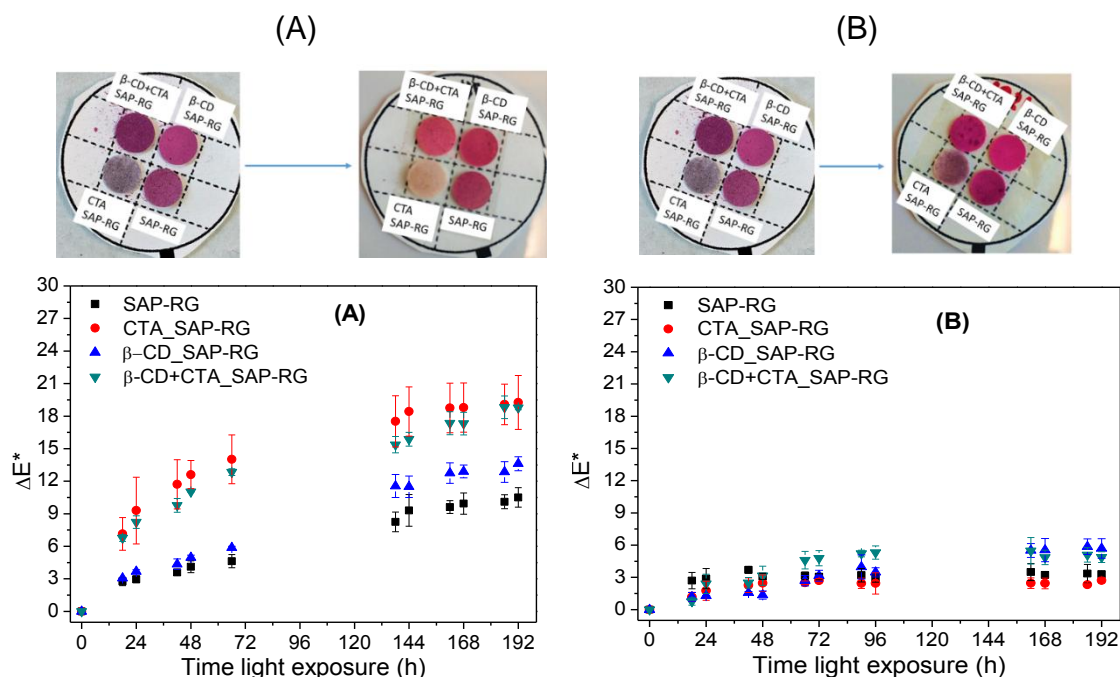 (A)
(B)
β-CD+CTA
SAP-RG
β-CD
SAP-RG
CTA
SAP-RG
SAP-RG
β-CD+CTA
SAP-RG
β-CD
SAP-RG
CTA
SAP-RG
SAP-RG
β-CD+CTA
SAP-RG
β-CD
SAP-RG
CTA
SAP-RG
SAP-RG
β-CD+CTA
SAP-RG
β-CD
SAP-RG
CTA
SAP-RG
SAP-RG
30
27
24
21
18
15
12
9
6
3
0
ΔE*
SAP-RG
CTA_SAP-RG
β–CD_SAP-RG
β-CD+CTA_SAP-RG
(A)
0 24 48 72 96 120 144 168 192
Time light exposure (h)
30
27
24
21
18
15
12
9
6
3
0
ΔE*
SAP-RG
CTA_SAP-RG
β-CD_SAP-RG
β-CD+CTA_SAP-RG
(B)
0 24 48 72 96 120 144 168 192
Time light exposure (h)